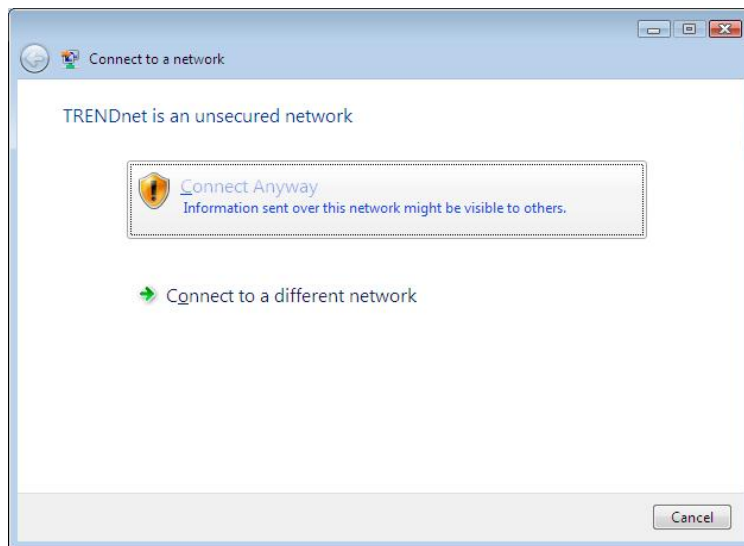 Connect to a network
TRENDnet is an unsecured network
Connect Anyway
Information sent over this network might be visible to others.
Connect to a different network
Cancel